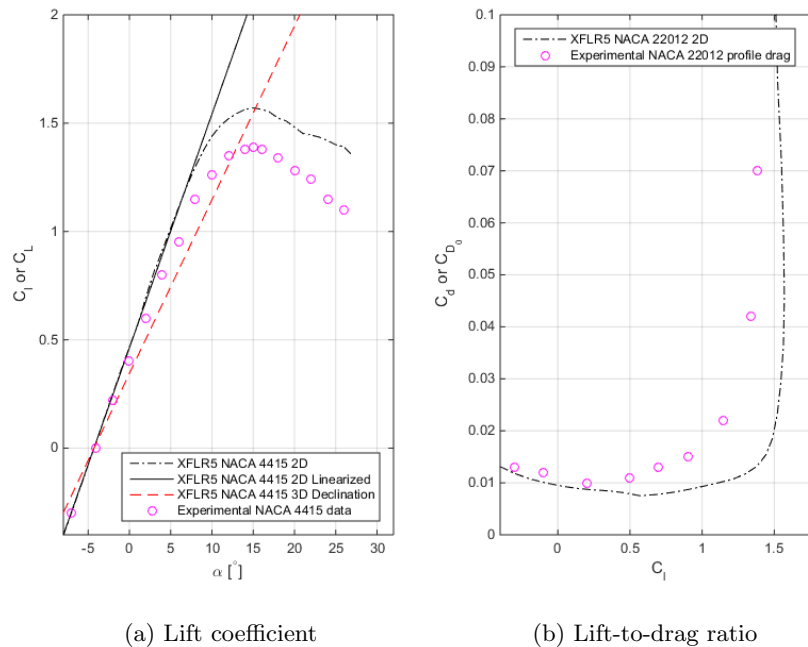 2
1.5
1
0.5
0
C_l or C_L
XFLR5 NACA 4415 2D
XFLR5 NACA 4415 2D Linearized
XFLR5 NACA 4415 3D Declination
Experimental NACA 4415 data
-5 0 5 10 15 20 25 30
α [°]
(a) Lift coefficient
0.1
0.09
0.08
0.07
0.06
0.05
0.04
0.03
0.02
0.01
0
C_d or C_{D_0}
XFLR5 NACA 22012 2D
Experimental NACA 22012 profile drag
0 0.5 1 1.5
C_l
(b) Lift-to-drag ratio